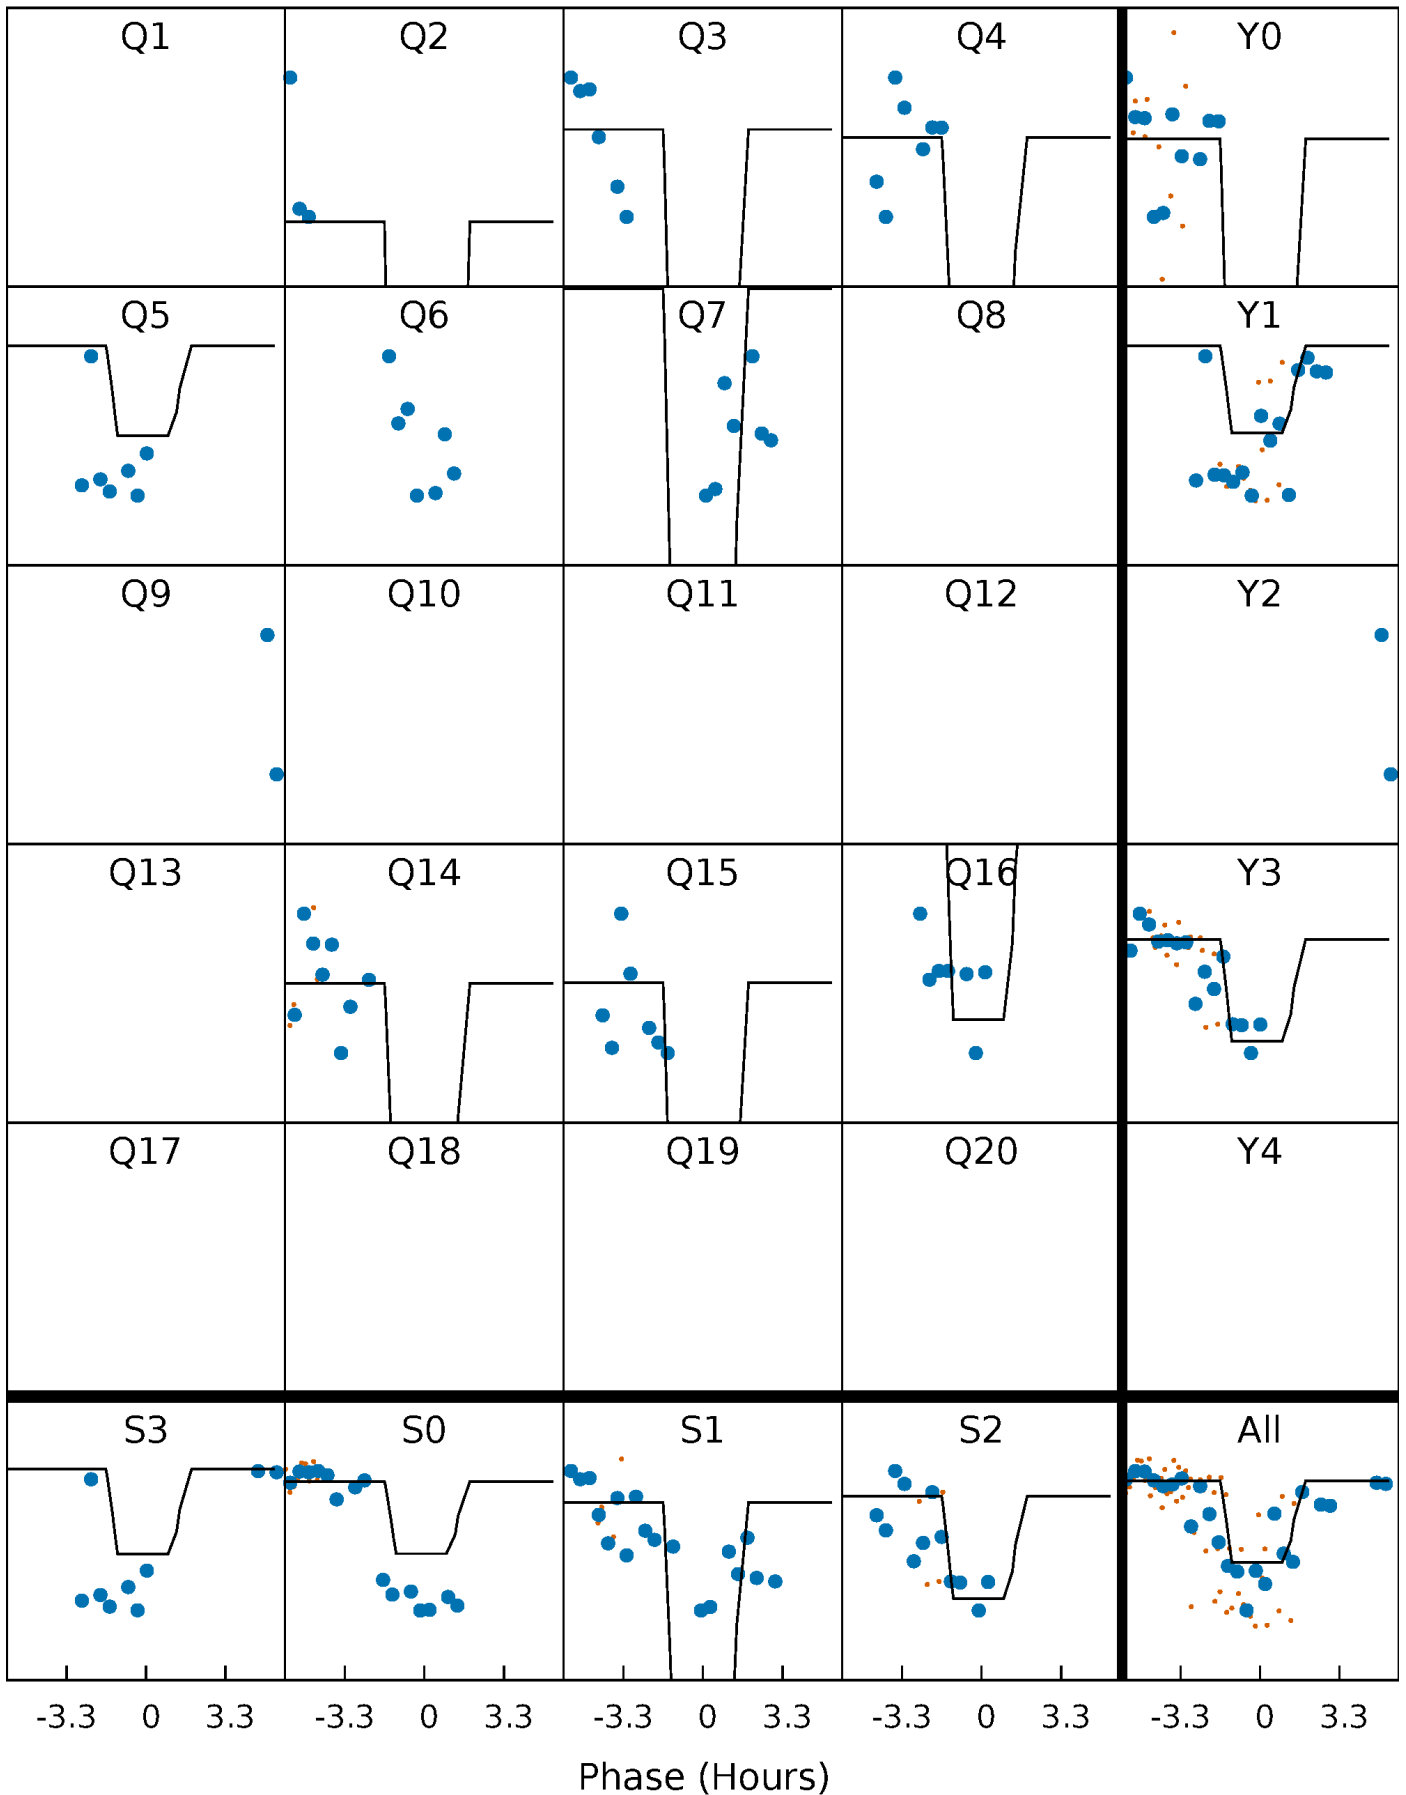 Q1 Q2 Q3 Q4 Y0
Q5 Q6 Q7 Q8 Y1
Q9 Q10 Q11 Q12 Y2
Q13 Q14 Q15 Q16 Y3
Q17 Q18 Q19 Q20 Y4
S3 S0 S1 S2 All
-3.3 0 3.3 -3.3 0 3.3 -3.3 0 3.3 -3.3 0 3.3 -3.3 0 3.3
Phase (Hours)